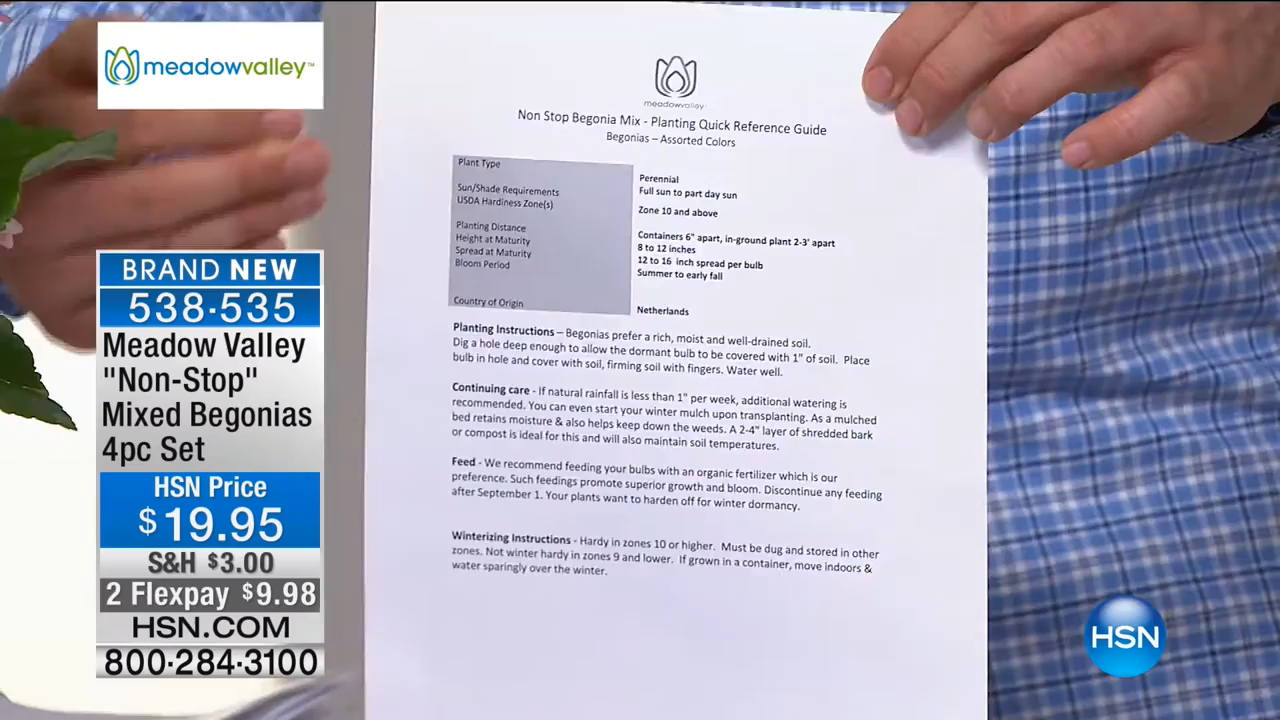 meadowvalley™
BRAND NEW
538-535
Meadow Valley
"Non-Stop"
Mixed Begonias
4pc Set
HSN Price
$19.95
S&H $3.00
2 Flexpay $9.98
HSN.COM
800-284-3100
meadowvalley
Non Stop Begonia Mix - Planting Quick Reference Guide
Begonias – Assorted Colors
Plant Type Perennial
Sun/Shade Requirements Full sun to part day sun
USDA Hardiness Zone(s) Zone 10 and above
Planting Distance Containers 6" apart, in-ground plant 2-3' apart
Height at Maturity 8 to 12 inches
Spread at Maturity 12 to 16 inch spread per bulb
Bloom Period Summer to early fall
Country of Origin Netherlands
Planting Instructions – Begonias prefer a rich, moist and well-drained soil.
Dig a hole deep enough to allow the dormant bulb to be covered with 1" of soil. Place
bulb in hole and cover with soil, firming soil with fingers. Water well.
Continuing care - If natural rainfall is less than 1" per week, additional watering is
recommended. You can even start your winter mulch upon transplanting. As a mulched
bed retains moisture & also helps keep down the weeds. A 2-4" layer of shredded bark
or compost is ideal for this and will also maintain soil temperatures.
Feed - We recommend feeding your bulbs with an organic fertilizer which is our
preference. Such feedings promote superior growth and bloom. Discontinue any feeding
after September 1. Your plants want to harden off for winter dormancy.
Winterizing Instructions - Hardy in zones 10 or higher. Must be dug and stored in other
zones. Not winter hardy in zones 9 and lower. If grown in a container, move indoors &
water sparingly over the winter.
HSN